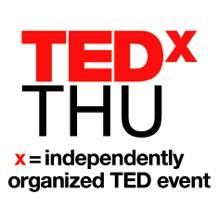 TEDx
THU
x = independently
organized TED event